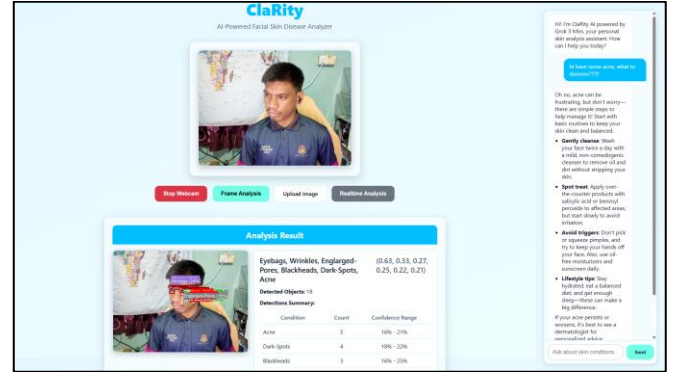 ClaRity
AI-Powered Facial Skin Disease Analyzer
Stop Webcam
Frame Analysis
Upload Image
Realtime Analysis
Analysis Result
Eyebags, Wrinkles, Englarged-
Pores, Blackheads, Dark-Spots,
Acne
(0.63, 0.33, 0.27,
0.25, 0.22, 0.21)
Detected Objects: 18
Detections Summary:
Condition Count Confidence Range
Acne 5 16% - 21%
Dark-Spots 4 18% - 22%
Blackheads 3 16% - 25%
Hi! I'm ClaRity AI powered by
Grok 3 Mini, your personal
skin analysis assistant. How
can I help you today?
hi have some acne, what to
Oh no, acne can be
frustrating, but don't worry—
there are simple steps to
help manage it! Start with
basic routines to keep your
skin clean and balanced.
• Gently cleanse: Wash
your face twice a day with
a mild, non-comedogenic
cleanser to remove oil and
dirt without stripping your
skin.
• Spot treat: Apply over-
the-counter products with
salicylic acid or benzoyl
peroxide to affected areas,
but start slowly to avoid
irritation.
• Avoid triggers: Don't pick
or squeeze pimples, and
try to keep your hands off
your face. Also, use oil-
free moisturizers and
sunscreen daily.
• Lifestyle tips: Stay
hydrated, eat a balanced
diet, and get enough
sleep—these can make a
big difference.
If your acne persists or
worsens, it's best to see a
dermatologist for
personalized advice.
Ask about skin conditions
Send